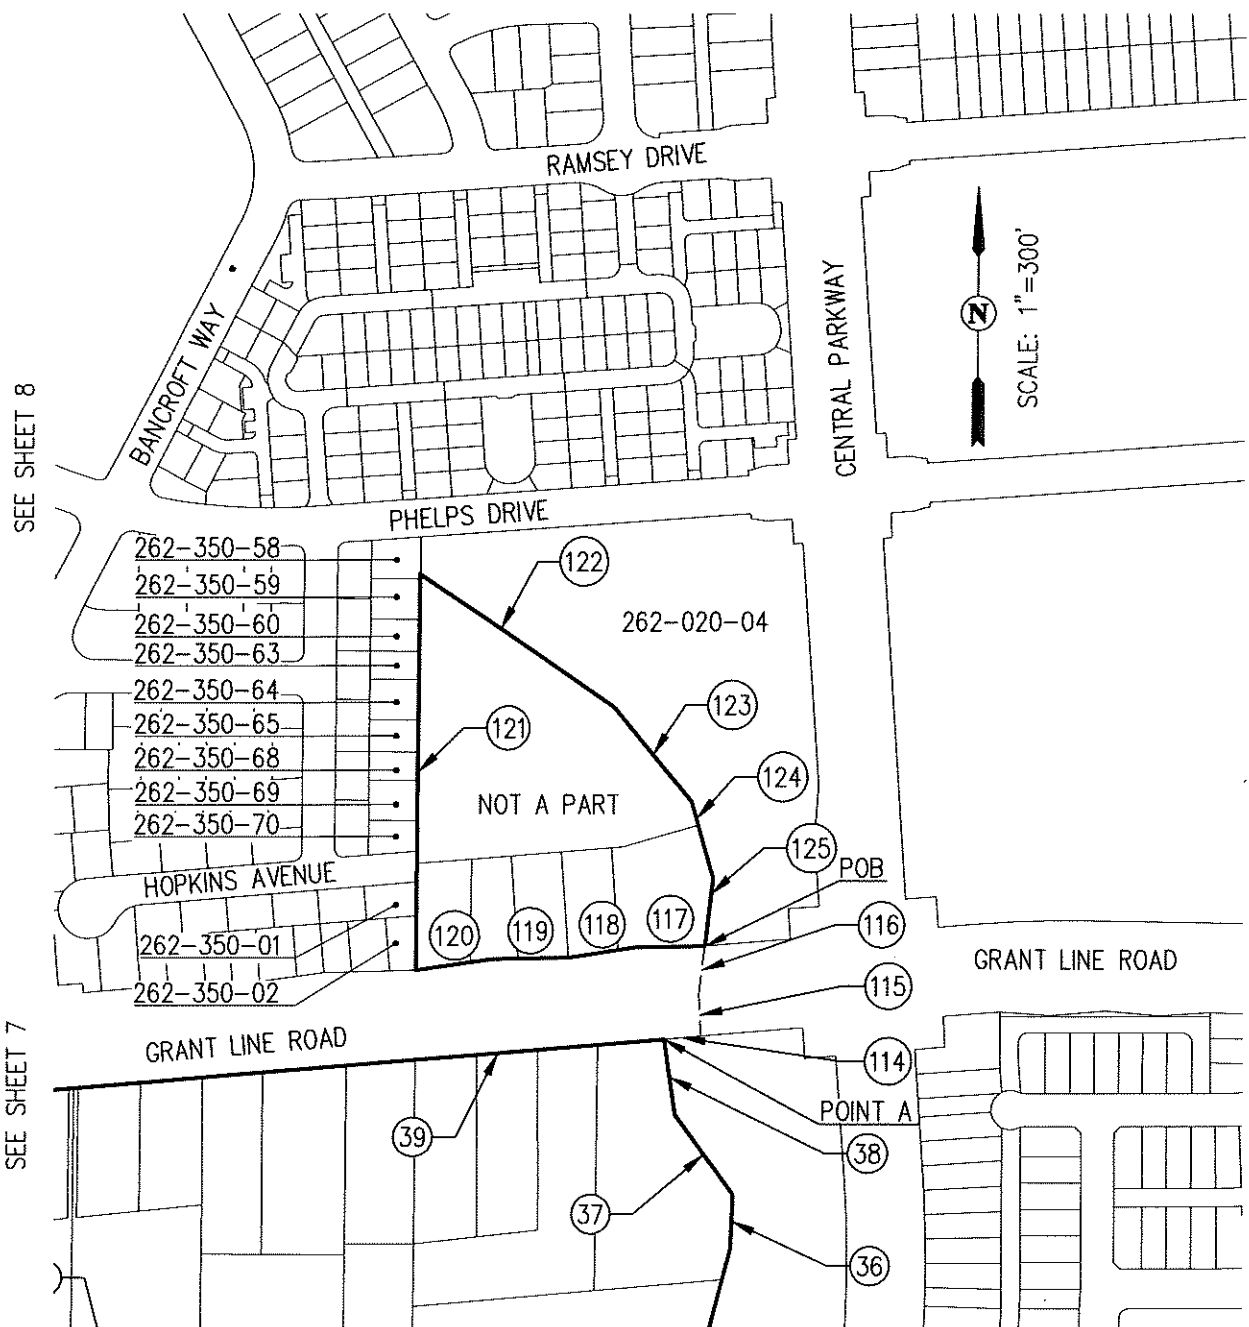 RAMSEY DRIVE
BANCROFT WAY
CENTRAL PARKWAY
N
SCALE: 1"=300'
SEE SHEET 8
PHELPS DRIVE
262-350-58
262-350-59
262-350-60
262-350-63
262-350-64
262-350-65
262-350-68
262-350-69
262-350-70
122
262-020-04
123
121
124
NOT A PART
125
POB
HOPKINS AVENUE
120
119
118
117
116
262-350-01
262-350-02
GRANT LINE ROAD
115
GRANT LINE ROAD
114
SEE SHEET 7
POINT A
39
38
37
36